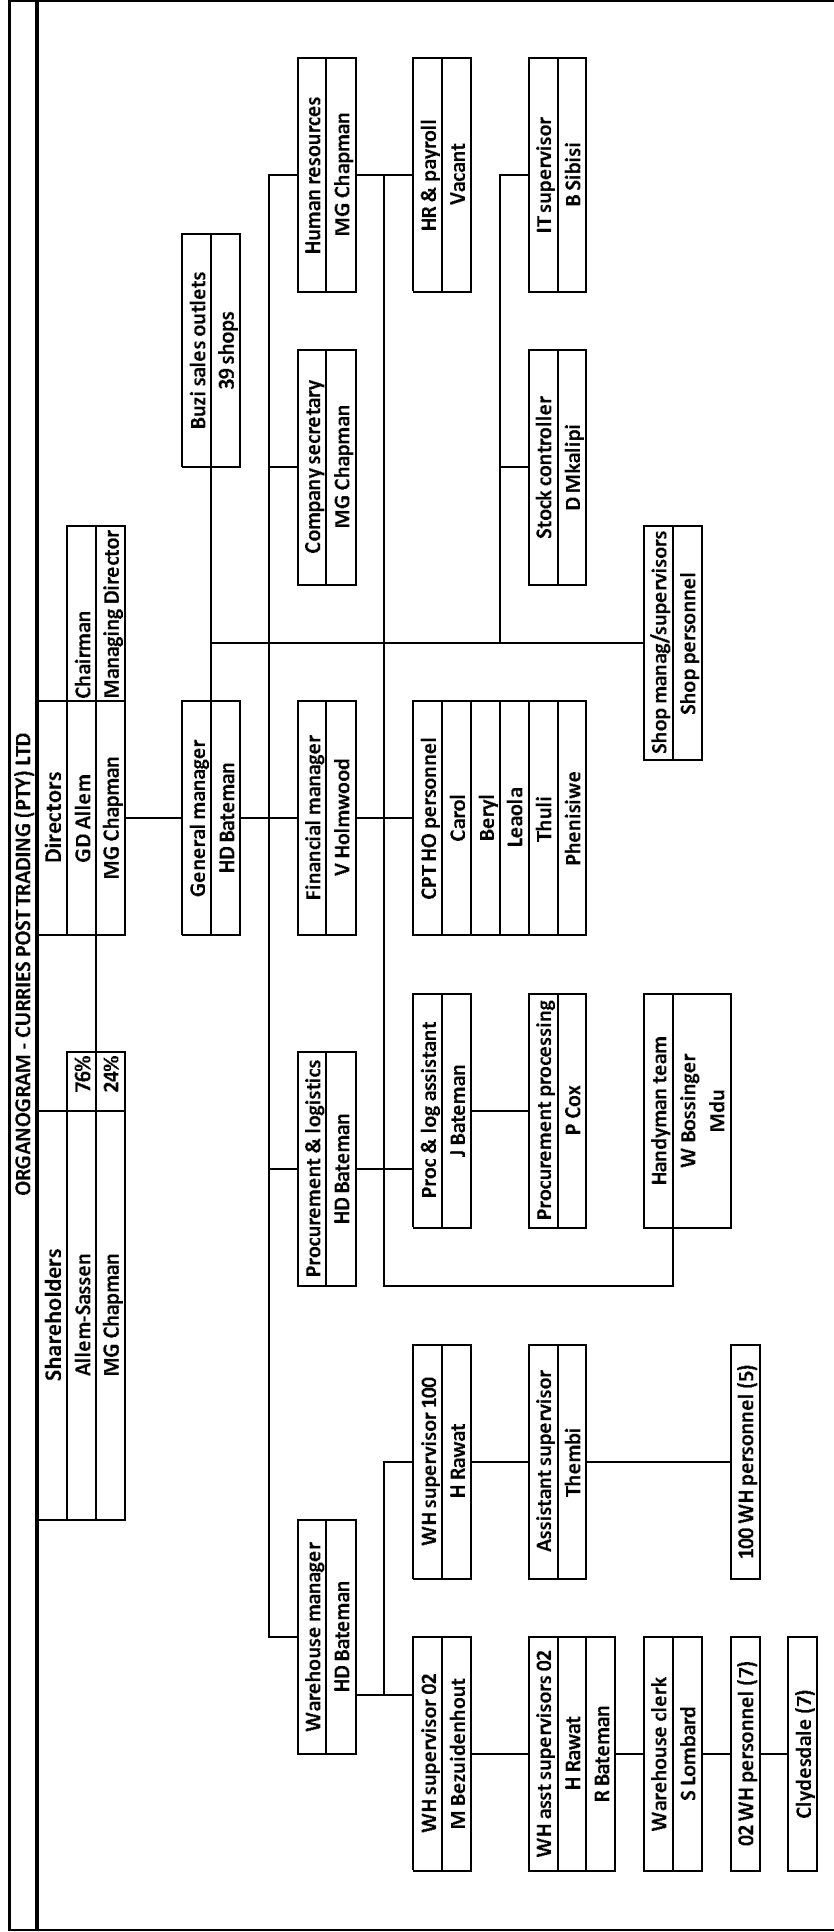 ORGANOGRAM - CURRIES POST TRADING (PTY) LTD
Shareholders
Directors
Allem-Sassen 76%
GD Allem Chairman
MG Chapman 24%
MG Chapman Managing Director
General manager
HD Bateman
Buzi sales outlets
39 shops
Warehouse manager
HD Bateman
Procurement & logistics
HD Bateman
Financial manager
V Holmwood
Company secretary
MG Chapman
Human resources
MG Chapman
WH supervisor 02
M Bezuidenhout
WH supervisor 100
H Rawat
Proc & log assistant
J Bateman
CPT HO personnel
Carol
Beryl
Leaola
Thuli
Phenisiwe
HR & payroll
Vacant
WH asst supervisors 02
H Rawat
R Bateman
Assistant supervisor
Thembi
Procurement processing
P Cox
Stock controller
D Mkalipi
IT supervisor
B Sibisi
Warehouse clerk
S Lombard
Handyman team
W Bossinger
Mdu
Shop manag/supervisors
Shop personnel
02 WH personnel (7)
100 WH personnel (5)
Clydesdale (7)